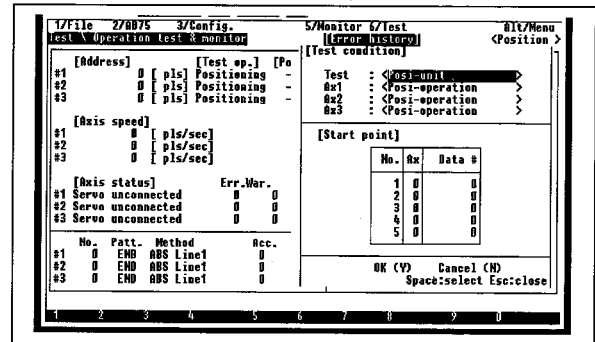 1/File 2/AD75 3/Config. 5/Monitor 6/Test Alt/Menu
Test \ Operation test & monitor [Error history] <Position >
[Address] [Test op.] [Po
#1 0 [ pls] Positioning -
#2 0 [ pls] Positioning -
#3 0 [ pls] Positioning -
[Axis speed]
#1 0 [ pls/sec]
#2 0 [ pls/sec]
#3 0 [ pls/sec]
[Axis status] Err.War.
#1 Servo unconnected 0 0
#2 Servo unconnected 0 0
#3 Servo unconnected 0 0
No. Patt. Method Acc.
#1 0 END ABS Line1 0
#2 0 END ABS Line1 0
#3 0 END ABS Line1 0
[Test condition]
Test : <Posi-unit >
Ax1 : <Posi-operation >
Ax2 : <Posi-operation >
Ax3 : <Posi-operation >
[Start point]
No. Ax Data #
1 0 0
2 0 0
3 0 0
4 0 0
5 0 0
OK (Y) Cancel (N)
Space:select Esc:close
1 2 3 4 5 6 7 8 9 0